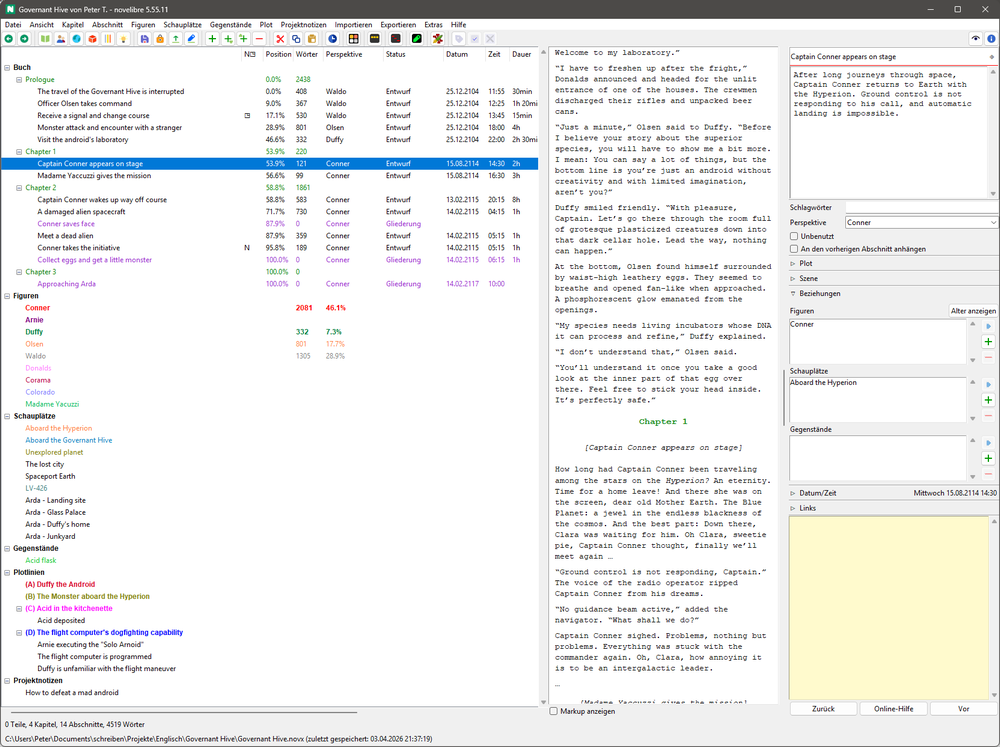 Governant Hive von Peter T. - novelibre 5.55.11
Datei Ansicht Kapitel Abschnitt Figuren Schauplätze Gegenstände Plot Projektnotizen Importieren Exportieren Extras Hilfe
N Position Wörter Perspektive Status Datum Zeit Dauer
Buch
Prologue 0.0% 2438
The travel of the Governant Hive is interrupted 0.0% 408 Waldo Entwurf 25.12.2104 11:55 30min
Officer Olsen takes command 9.0% 367 Waldo Entwurf 25.12.2104 12:25 1h 20mi
Receive a signal and change course 17.1% 530 Waldo Entwurf 25.12.2104 13:45 15min
Monster attack and encounter with a stranger 28.9% 801 Olsen Entwurf 25.12.2104 18:00 4h
Visit the android's laboratory 46.6% 332 Duffy Entwurf 25.12.2104 22:00 2h 30mi
Chapter 1 53.9% 220
Captain Conner appears on stage 53.9% 121 Conner Entwurf 15.08.2114 14:30 2h
Madame Yaccuzzi gives the mission 56.6% 99 Conner Entwurf 15.08.2114 16:30 3h
Chapter 2 58.8% 1861
Captain Conner wakes up way off course 58.8% 583 Conner Entwurf 13.02.2115 20:15 8h
A damaged alien spacecraft 71.7% 730 Conner Entwurf 14.02.2115 04:15 1h
Conner saves face 87.9% 0 Conner Gliederung
Meet a dead alien 87.9% 359 Conner Entwurf 14.02.2115 05:15 1h
Conner takes the initiative N 95.8% 189 Conner Entwurf 14.02.2115 05:15 1h
Collect eggs and get a little monster 100.0% 0 Conner Gliederung 14.02.2115 06:15 1h
Chapter 3 100.0% 0
Approaching Arda 100.0% 0 Conner Gliederung 14.02.2117 10:00
Figuren
Conner 2081 46.1%
Arnie
Duffy 332 7.3%
Olsen 801 17.7%
Waldo 1305 28.9%
Donalds
Corama
Colorado
Madame Yacuzzi
Schauplätze
Aboard the Hyperion
Aboard the Governant Hive
Unexplored planet
The lost city
Spaceport Earth
LV-426
Arda - Landing site
Arda - Glass Palace
Arda - Duffy's home
Arda - Junkyard
Gegenstände
Acid flask
Plotlinien
(A) Duffy the Android
(B) The Monster aboard the Hyperion
(C) Acid in the kitchenette
Acid deposited
(D) The flight computer's dogfighting capability
Arnie executing the "Solo Arnoid"
The flight computer is programmed
Duffy is unfamiliar with the flight maneuver
Projektnotizen
How to defeat a mad android
Welcome to my laboratory.”
“I have to freshen up after the fright,”
Donalds announced and headed for the unlit
entrance of one of the houses. The crewmen
discharged their rifles and unpacked beer
cans.
“Just a minute,” Olsen said to Duffy. “Before
I believe your story about the superior
species, you will have to show me a bit more.
I mean: You can say a lot of things, but the
bottom line is you’re just an android without
creativity and with limited imagination,
aren’t you?”
Duffy smiled friendly. “With pleasure,
Captain. Let’s go there through the room full
of grotesque plasticized creatures down into
that dark cellar hole. Lead the way, nothing
can happen.”
At the bottom, Olsen found himself surrounded
by waist-high leathery eggs. They seemed to
breathe and opened fan-like when approached.
A phosphorescent glow emanated from the
openings.
“My species needs living incubators whose DNA
it can process and refine,” Duffy explained.
“I don’t understand that,” Olsen said.
“You’ll understand it once you take a good
look at the inner part of that egg over
there. Feel free to stick your head inside.
It’s perfectly safe.”
Chapter 1
[Captain Conner appears on stage]
How long had Captain Conner been traveling
among the stars on the Hyperion? An eternity.
Time for a home leave! And there she was on
the screen, dear old Mother Earth. The Blue
Planet: a jewel in the endless blackness of
the cosmos. And the best part: Down there,
Clara was waiting for him. Oh Clara, sweetie
pie, Captain Conner thought, finally we’ll
meet again …
“Ground control is not responding, Captain.”
The voice of the radio operator ripped
Captain Conner from his dreams.
“No guidance beam active,” added the
navigator. “What shall we do?”
Captain Conner sighed. Problems, nothing but
problems. Everything was stuck with the
commander again. Oh, Clara, how annoying it
is to be an intergalactic leader.
…
[Madame Yaccuzzi gives the mission]
Markup anzeigen
Captain Conner appears on stage
After long journeys through space,
Captain Conner returns to Earth with
the Hyperion. Ground control is not
responding to his call, and automatic
landing is impossible.
Schlagwörter
Perspektive Conner
Unbenutzt
An den vorherigen Abschnitt anhängen
Plot
Szene
Beziehungen
Figuren Alter anzeigen
Conner
Schauplätze
Aboard the Hyperion
Gegenstände
Datum/Zeit Mittwoch 15.08.2114 14:30
Links
Zurück Online-Hilfe Vor
0 Teile, 4 Kapitel, 14 Abschnitte, 4519 Wörter
C:\Users\Peter\Documents\schreiben\Projekte\Englisch\Governant Hive\Governant Hive.novx (zuletzt gespeichert: 03.04.2026 21:37:19)